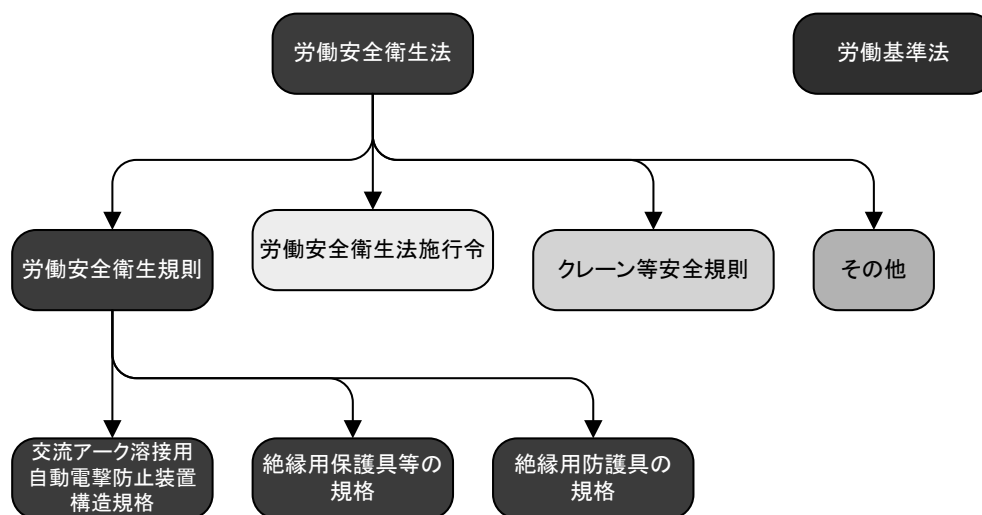 労働安全衛生法
労働基準法
労働安全衛生規則
労働安全衛生法施行令
クレーン等安全規則
その他
交流アーク溶接用
自動電撃防止装置
構造規格
絶縁用保護具等の
規格
絶縁用防護具の
規格